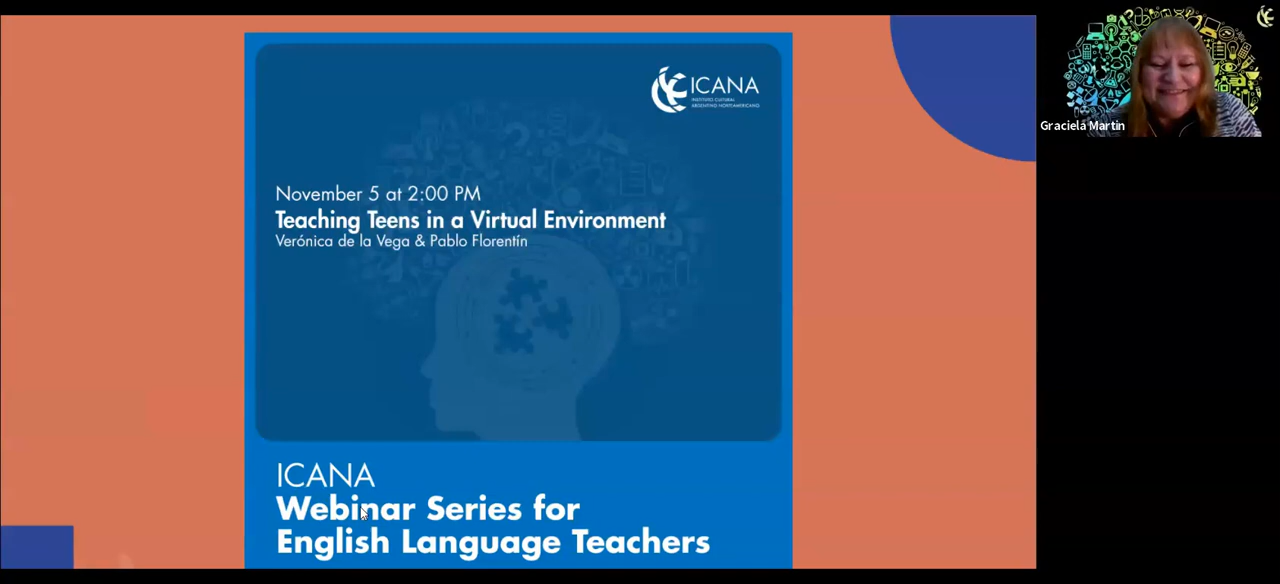 ICANA
INSTITUTO CULTURAL
ARGENTINO NORTEAMERICANO
November 5 at 2:00 PM
Teaching Teens in a Virtual Environment
Verónica de la Vega & Pablo Florentín
ICANA
Webinar Series for
English Language Teachers
Graciela Martin